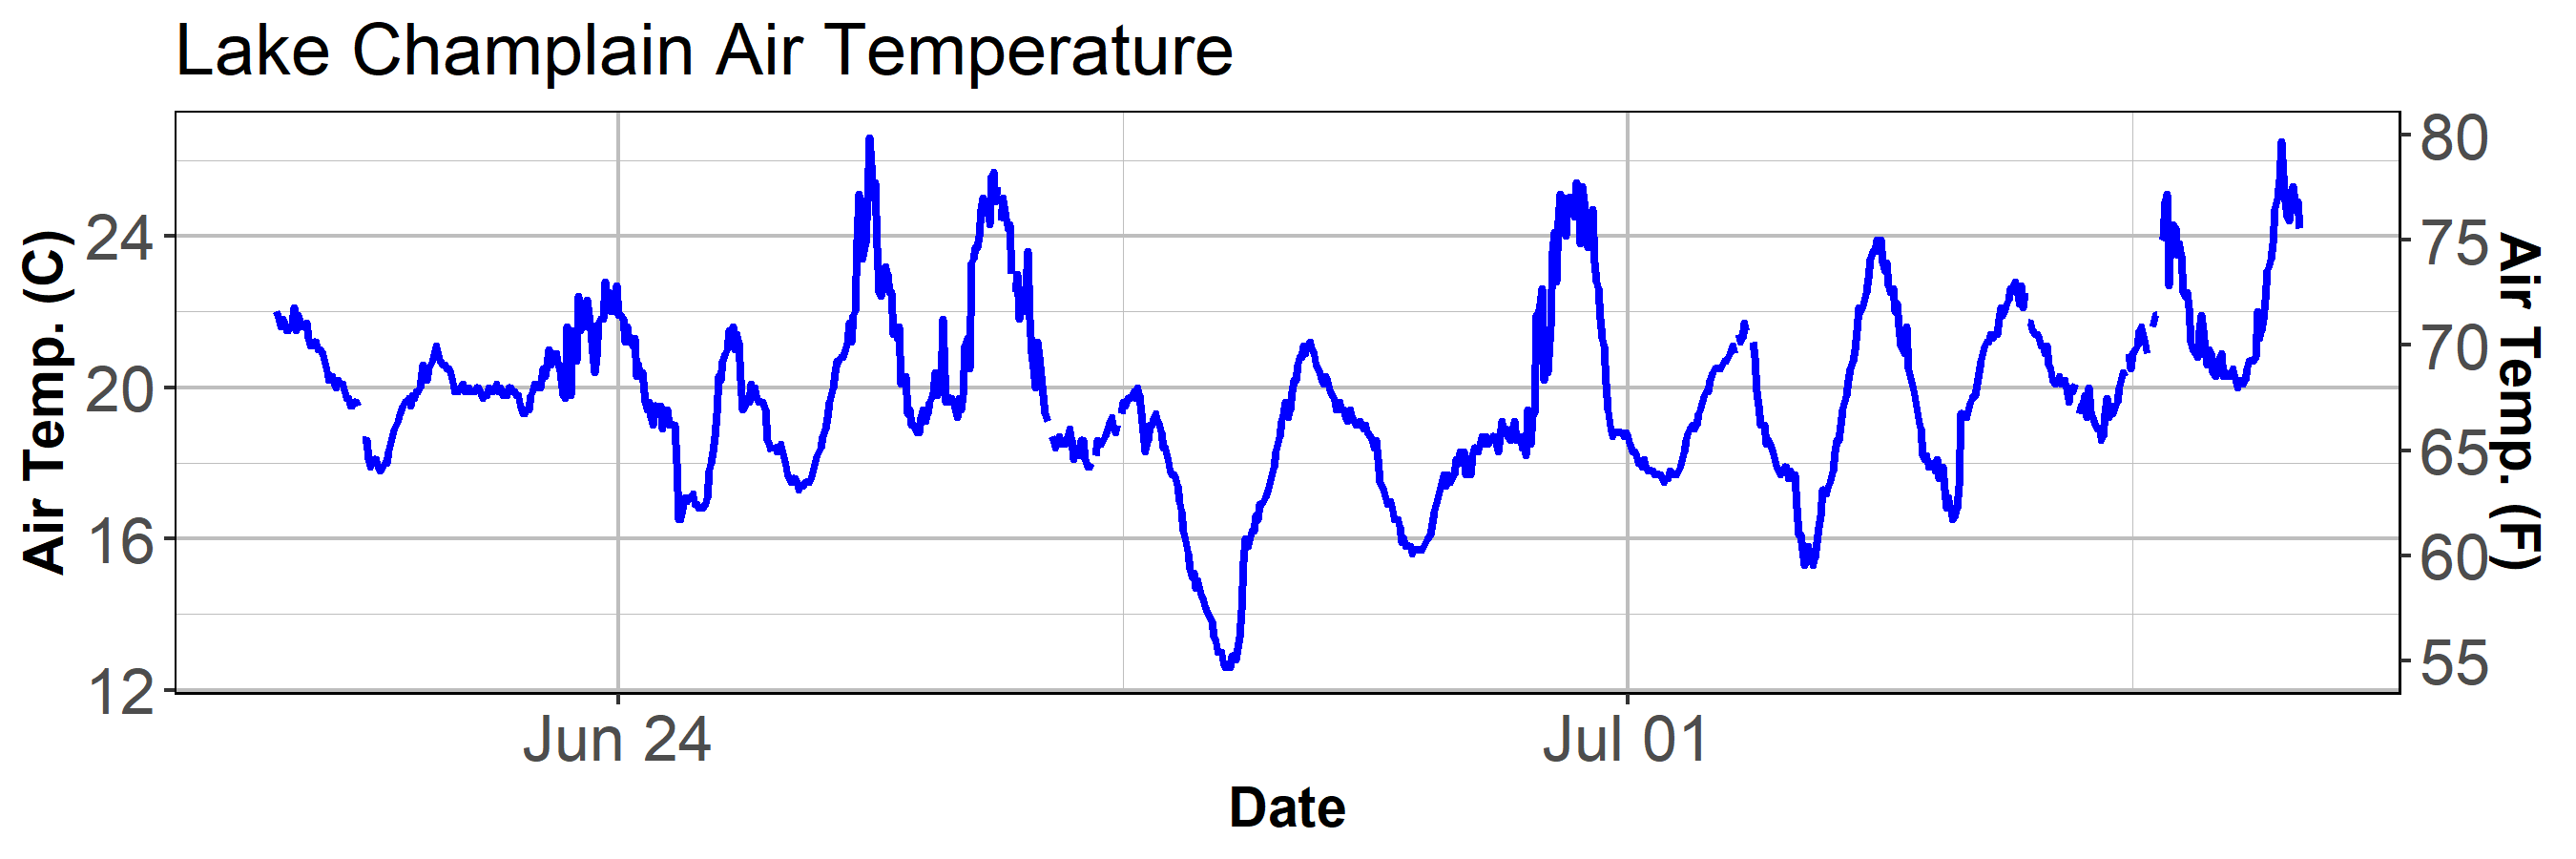 Lake Champlain Air Temperature
Air Temp. (C)
24
20
16
12
80
75
70
65
60
55
Air Temp. (F)
Jun 24
Jul 01
Date